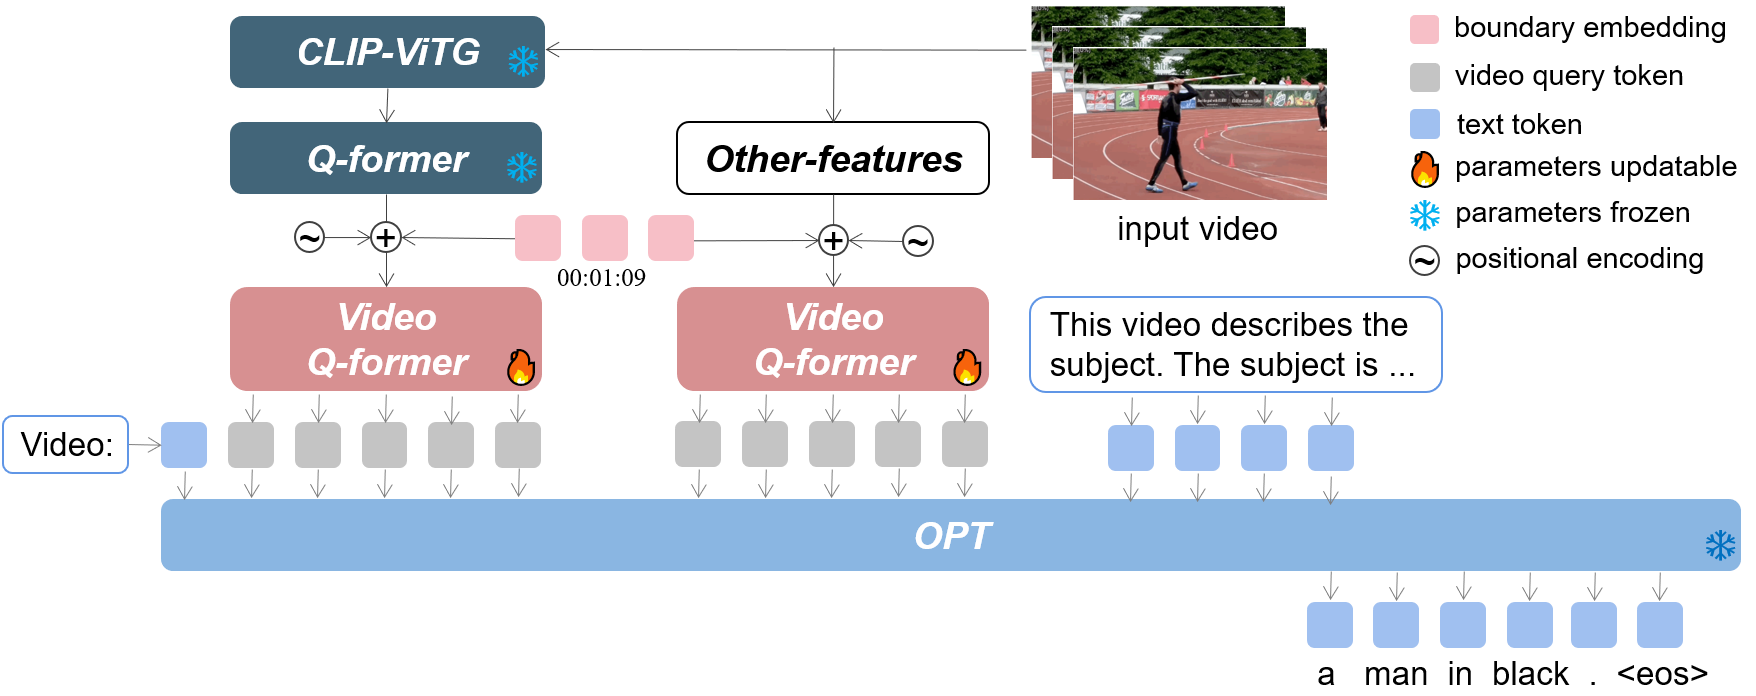 CLIP-ViTG
Q-former
Other-features
input video
boundary embedding
video query token
text token
parameters updatable
parameters frozen
positional encoding
00:01:09
Video
Q-former
Video
Q-former
This video describes the
subject. The subject is ...
Video:
OPT
a man in black . <eos>